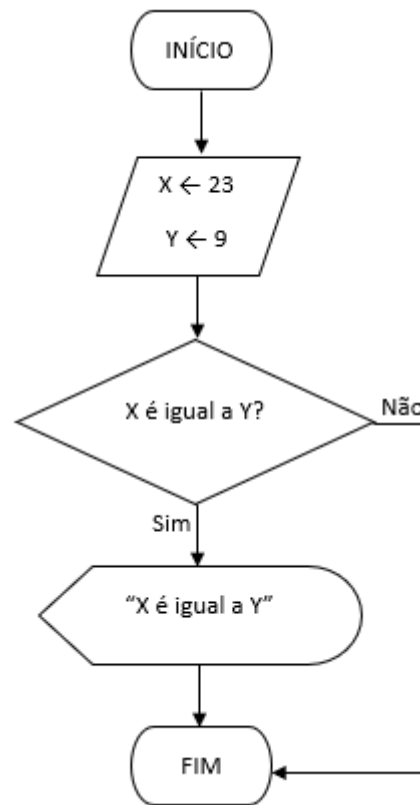 INÍCIO
X ← 23
Y ← 9
X é igual a Y?
Não
Sim
“X é igual a Y”
FIM